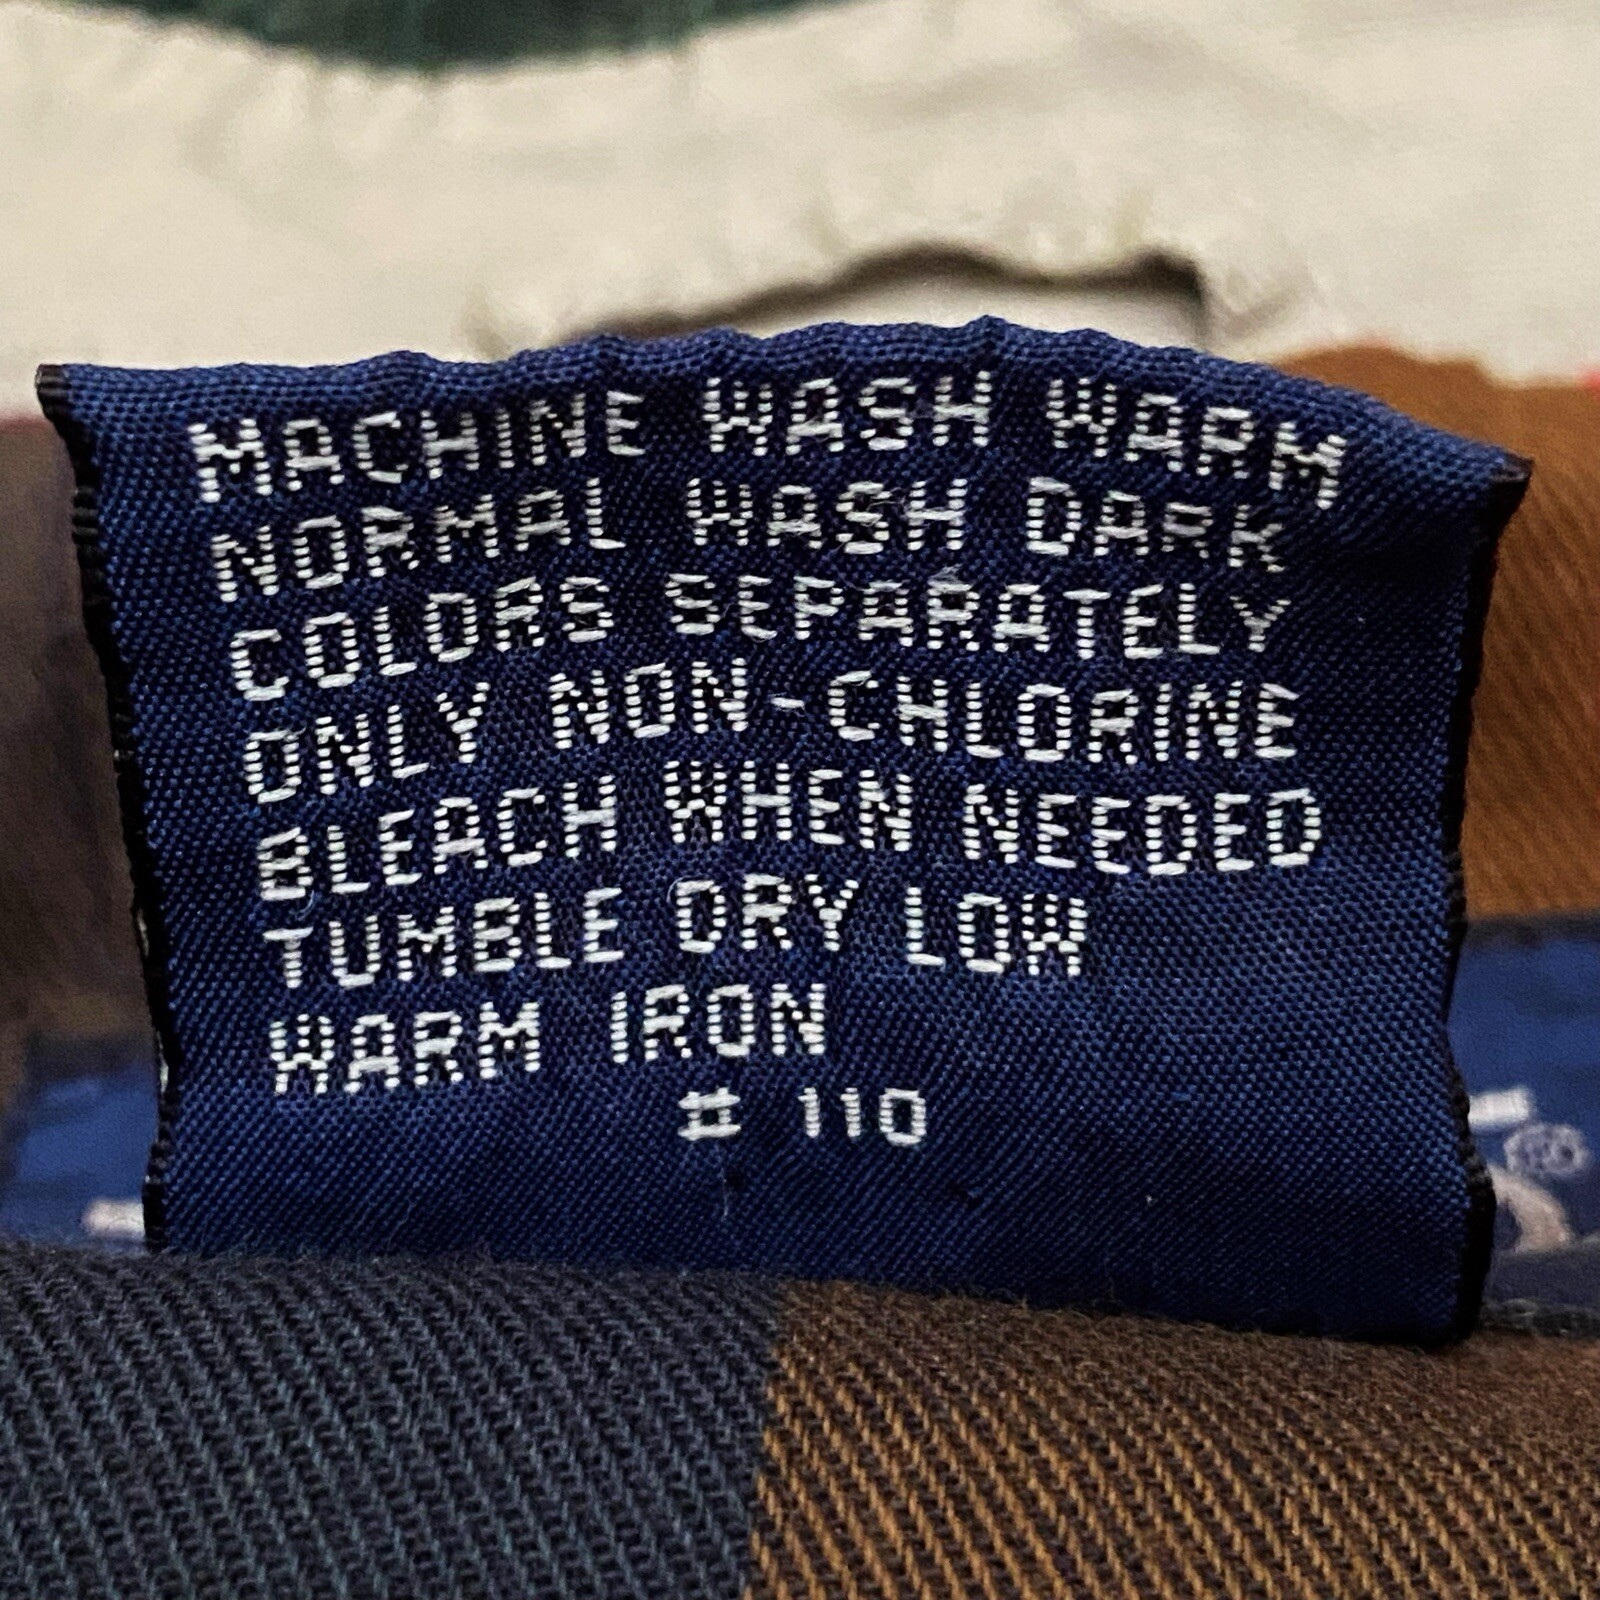 MACHINE WASH WARM
NORMAL WASH DARK
COLORS SEPARATELY
ONLY NON-CHLORINE
BLEACH WHEN NEEDED
TUMBLE DRY LOW
WARM IRON
# 110